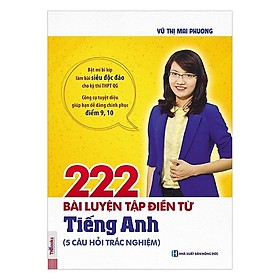 VŨ THỊ MAI PHƯƠNG
Bật mí bí kíp
làm bài siêu độc đáo
cho kỳ thi THPT QG
Công cụ tuyệt diệu
giúp bạn dễ dàng chinh phục
điểm 9, 10
222
BÀI LUYỆN TẬP ĐIỀN TỪ
Tiếng Anh
(5 CÂU HỎI TRẮC NGHIỆM)
NHÀ XUẤT BẢN HỒNG ĐỨC